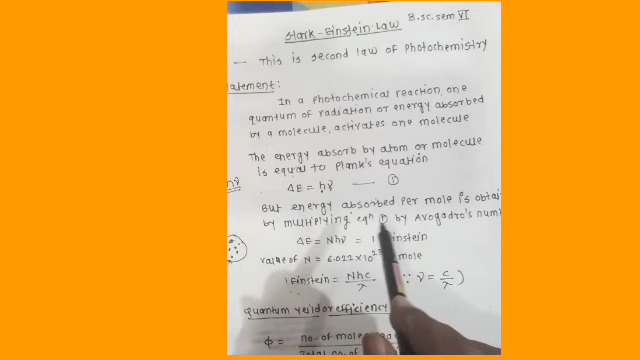 Stark-Einstein-Law B.sc.sem VI
— This is second law of Photochemistry
tatement:
In a photochemical reaction, one
quantum of radiation or energy absorbed
by a molecule, activates one molecule
The energy absorb by atom or molecule
is equal to Plank's equation
ΔE = hν —— ①
But energy absorbed per mole is obtai
by multiplying eqn ① by Avogadro's num
ΔE = Nhν = 1 Einstein
value of N = 6.022 × 10 mole
1 Einstein = Nhc/λ ∵ ν = c/λ )
Quantum Yeild or efficiency
Φ = no. of mole
Total no. of